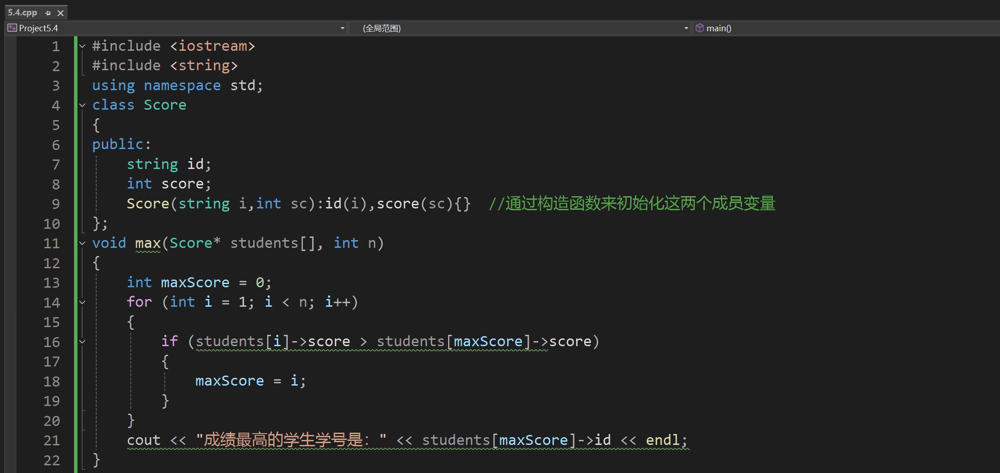 5.4.cpp
Project5.4 (全局范围) main()
1 #include <iostream>
2 #include <string>
3 using namespace std;
4 class Score
5 {
6 public:
7 string id;
8 int score;
9 Score(string i,int sc):id(i),score(sc){} //通过构造函数来初始化这两个成员变量
10 };
11 void max(Score* students[], int n)
12 {
13 int maxScore = 0;
14 for (int i = 1; i < n; i++)
15 {
16 if (students[i]->score > students[maxScore]->score)
17 {
18 maxScore = i;
19 }
20 }
21 cout << "成绩最高的学生学号是：" << students[maxScore]->id << endl;
22 }